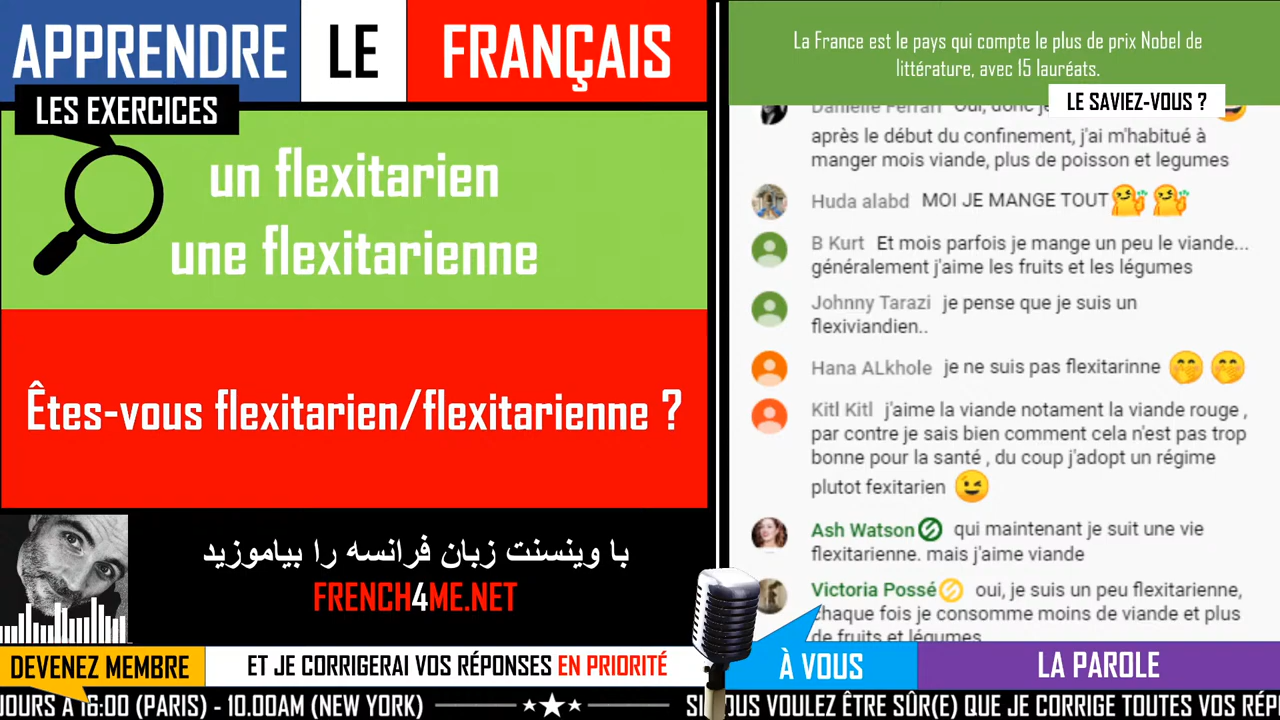 APPRENDRE LE FRANÇAIS
LES EXERCICES
un flexitarien
une flexitarienne
Êtes-vous flexitarien/flexitarienne ?
با وینسنت زبان فرانسه را بیاموزید
FRENCH4ME.NET
DEVENEZ MEMBRE
ET JE CORRIGERAI VOS RÉPONSES EN PRIORITÉ
La France est le pays qui compte le plus de prix Nobel de
littérature, avec 15 lauréats.
LE SAVIEZ-VOUS ?
Danielle Ferrari Oui, donc
après le début du confinement, j'ai m'habitué à
manger mois viande, plus de poisson et legumes
Huda alabd MOI JE MANGE TOUT
B Kurt Et mois parfois je mange un peu le viande...
généralement j'aime les fruits et les légumes
Johnny Tarazi je pense que je suis un
flexiviandien..
Hana ALkhole je ne suis pas flexitarinne
Kitl Kitl j'aime la viande notament la viande rouge ,
par contre je sais bien comment cela n'est pas trop
bonne pour la santé , du coup j'adopt un régime
plutot fexitarien
Ash Watson qui maintenant je suit une vie
flexitarienne. mais j'aime viande
Victoria Possé oui, je suis un peu flexitarienne,
chaque fois je consomme moins de viande et plus
de fruits et légumes
À VOUS
LA PAROLE
JOURS À 16:00 (PARIS) - 10.00AM (NEW YORK)
VOUS VOULEZ ÊTRE SÛR(E) QUE JE CORRIGE TOUTES VOS RÉP